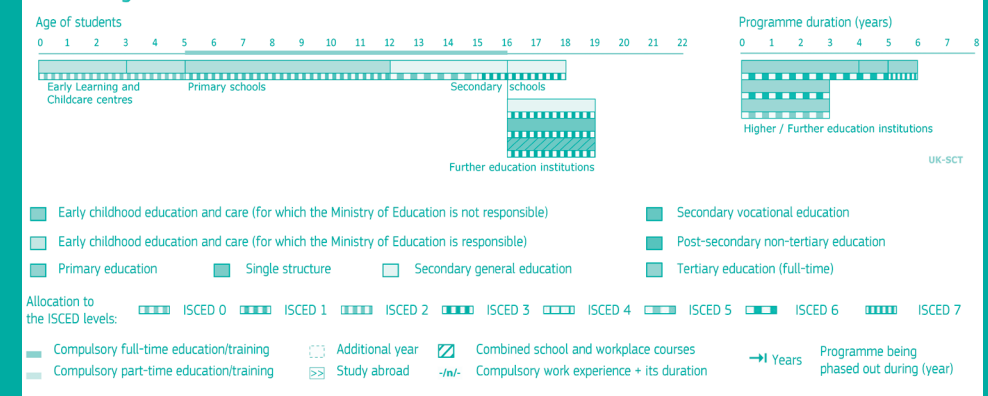 Age of students
Programme duration (years)
0 1 2 3 4 5 6 7 8 9 10 11 12 13 14 15 16 17 18 19 20 21 22
0 1 2 3 4 5 6 7 8
Early Learning and
Childcare centres
Primary schools
Secondary schools
Further education institutions
Higher / Further education institutions
UK-SCT
Early childhood education and care (for which the Ministry of Education is not responsible)
Secondary vocational education
Early childhood education and care (for which the Ministry of Education is responsible)
Post-secondary non-tertiary education
Primary education
Single structure
Secondary general education
Tertiary education (full-time)
Allocation to
the ISCED levels:
ISCED 0
ISCED 1
ISCED 2
ISCED 3
ISCED 4
ISCED 5
ISCED 6
ISCED 7
Compulsory full-time education/training
Additional year
Combined school and workplace courses
Compulsory part-time education/training
>> Study abroad
-/n/- Compulsory work experience + its duration
Years
Programme being
phased out during (year)